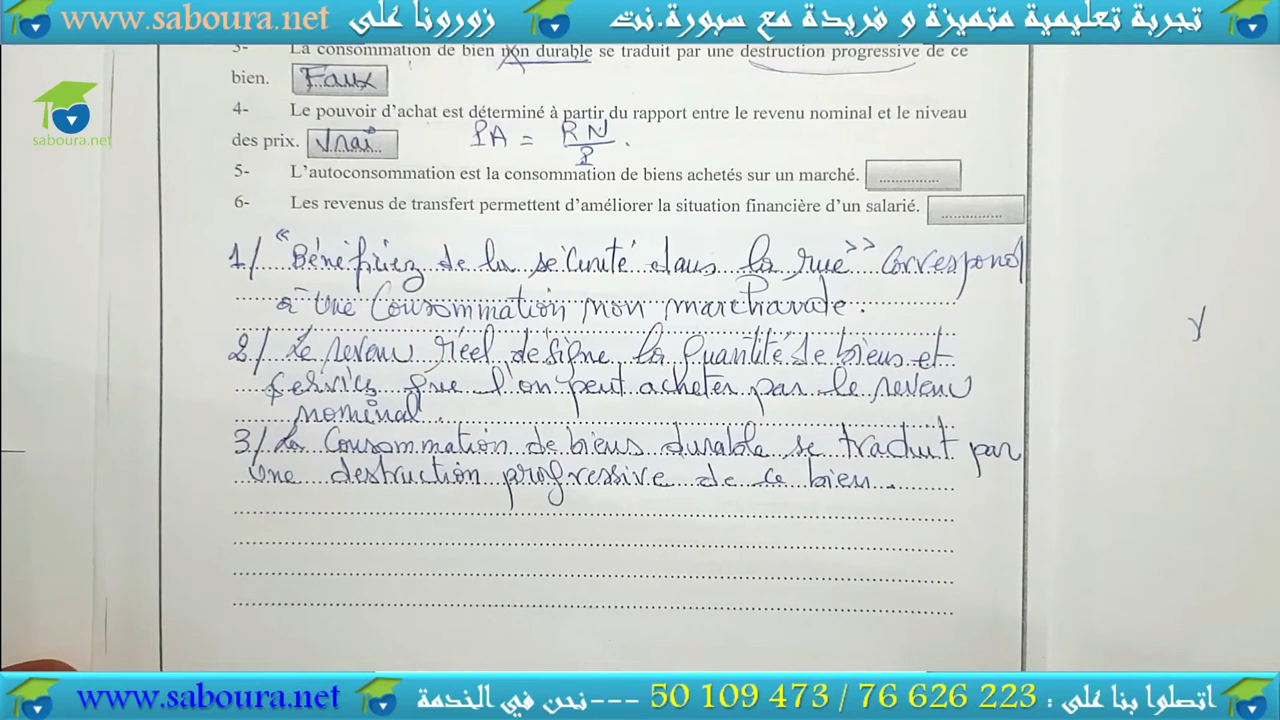 www.saboura.net زورونا على
تجربة تعليمية متميزة و فريدة مع سبورة.نت
3- La consommation de bien non durable se traduit par une destruction progressive de ce
bien. Faux
saboura.net
4- Le pouvoir d'achat est déterminé à partir du rapport entre le revenu nominal et le niveau
des prix. Vrai PA = RN/P.
5- L'autoconsommation est la consommation de biens achetés sur un marché. ..............
6- Les revenus de transfert permettent d'améliorer la situation financière d'un salarié. ..............
1/ "Bénéficiez de la sécurité dans la rue" correspond
à une consommation non marchande.
2/ Le revenu réel désigne la quantité de biens et
services que l'on peut acheter par le revenu
nominal.
3/ La consommation de biens durable se traduit par
une destruction progressive de ce bien.
www.saboura.net
اتصلوا بنا على : 223 626 76 / 473 109 50 ---نحن في الخدمة